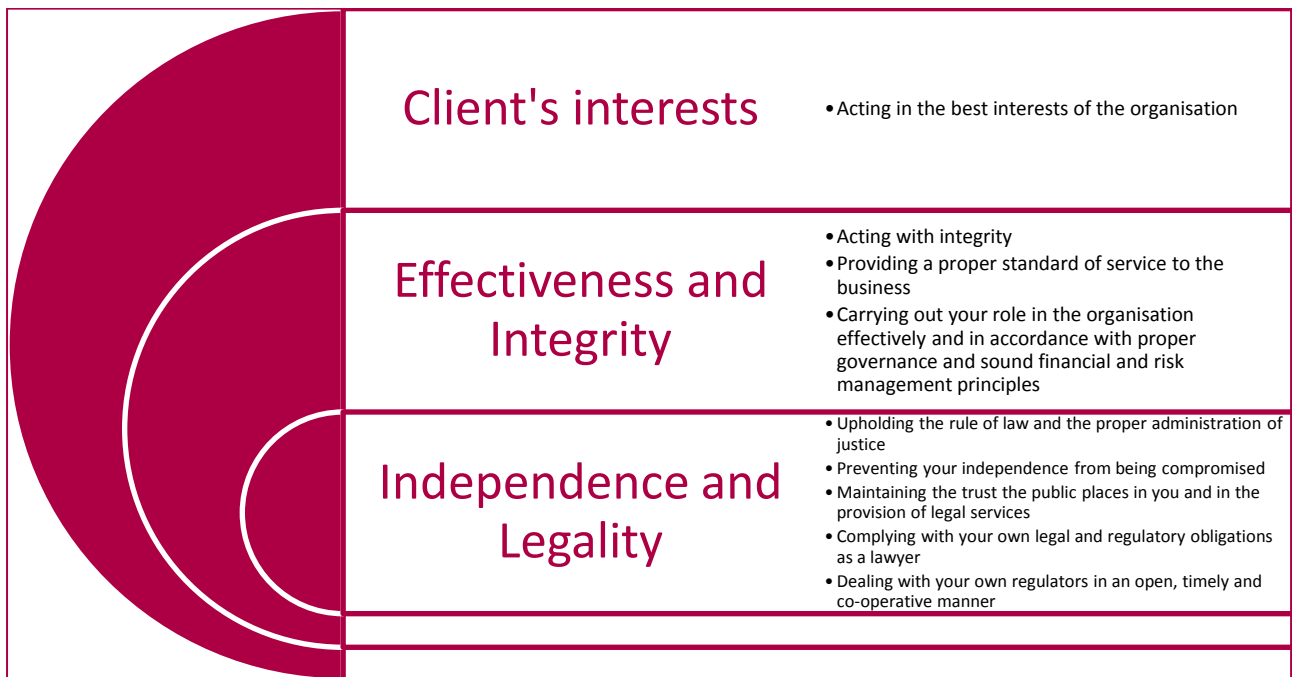 Client's interests
•Acting in the best interests of the organisation
Effectiveness and
Integrity
•Acting with integrity
•Providing a proper standard of service to the
business
•Carrying out your role in the organisation
effectively and in accordance with proper
governance and sound financial and risk
management principles
Independence and
Legality
•Upholding the rule of law and the proper administration of
justice
•Preventing your independence from being compromised
•Maintaining the trust the public places in you and in the
provision of legal services
•Complying with your own legal and regulatory obligations
as a lawyer
•Dealing with your own regulators in an open, timely and
co-operative manner